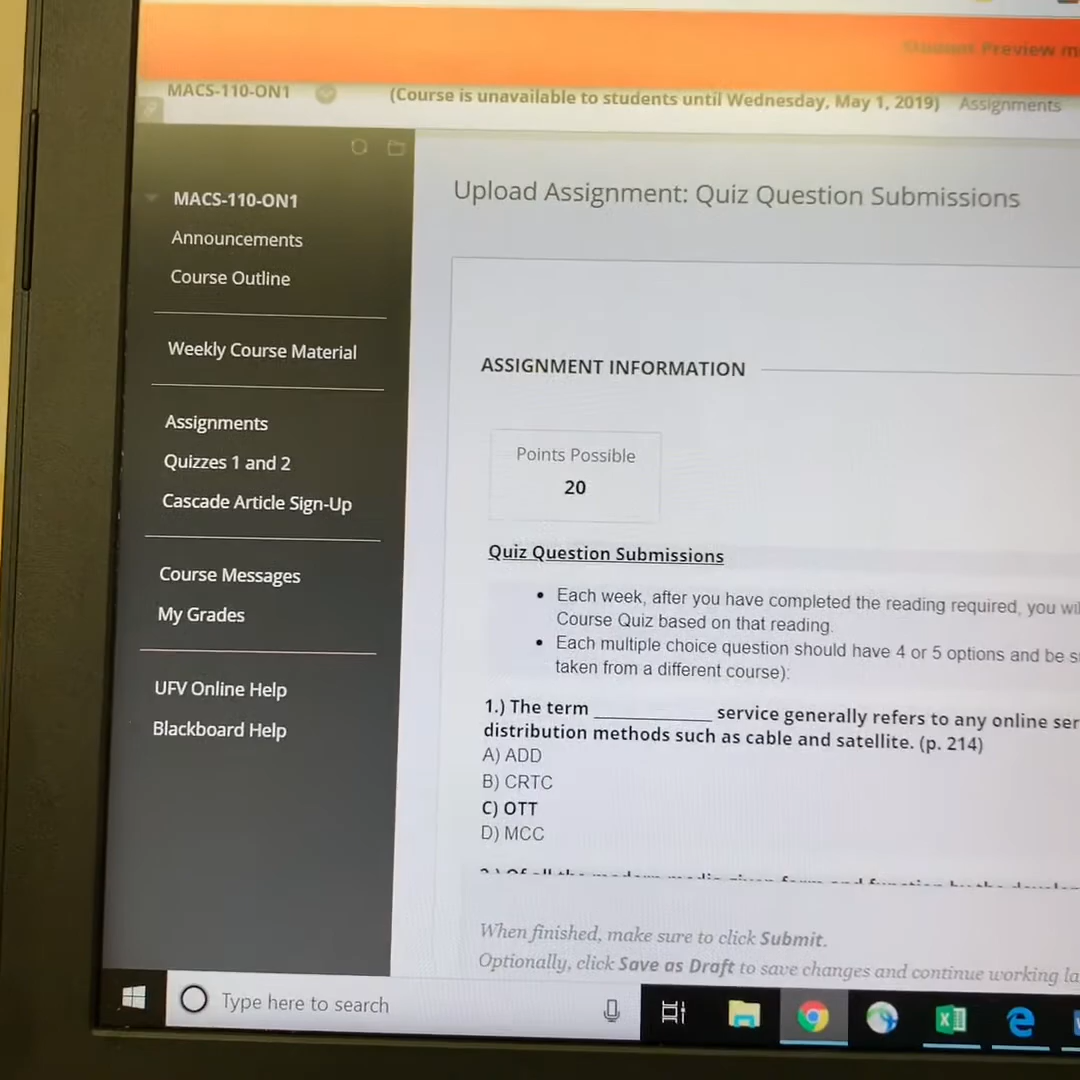 Student Preview
MACS-110-ON1
(Course is unavailable to students until Wednesday, May 1, 2019) Assignments
MACS-110-ON1
Announcements
Course Outline
Weekly Course Material
Assignments
Quizzes 1 and 2
Cascade Article Sign-Up
Course Messages
My Grades
UFV Online Help
Blackboard Help
Upload Assignment: Quiz Question Submissions
ASSIGNMENT INFORMATION
Points Possible
20
Quiz Question Submissions
• Each week, after you have completed the reading required, you
Course Quiz based on that reading.
• Each multiple choice question should have 4 or 5 options and be
taken from a different course):
1.) The term ____________ service generally refers to any online
distribution methods such as cable and satellite. (p. 214)
A) ADD
B) CRTC
C) OTT
D) MCC
When finished, make sure to click Submit.
Optionally, click Save as Draft to save changes and continue working
Type here to search